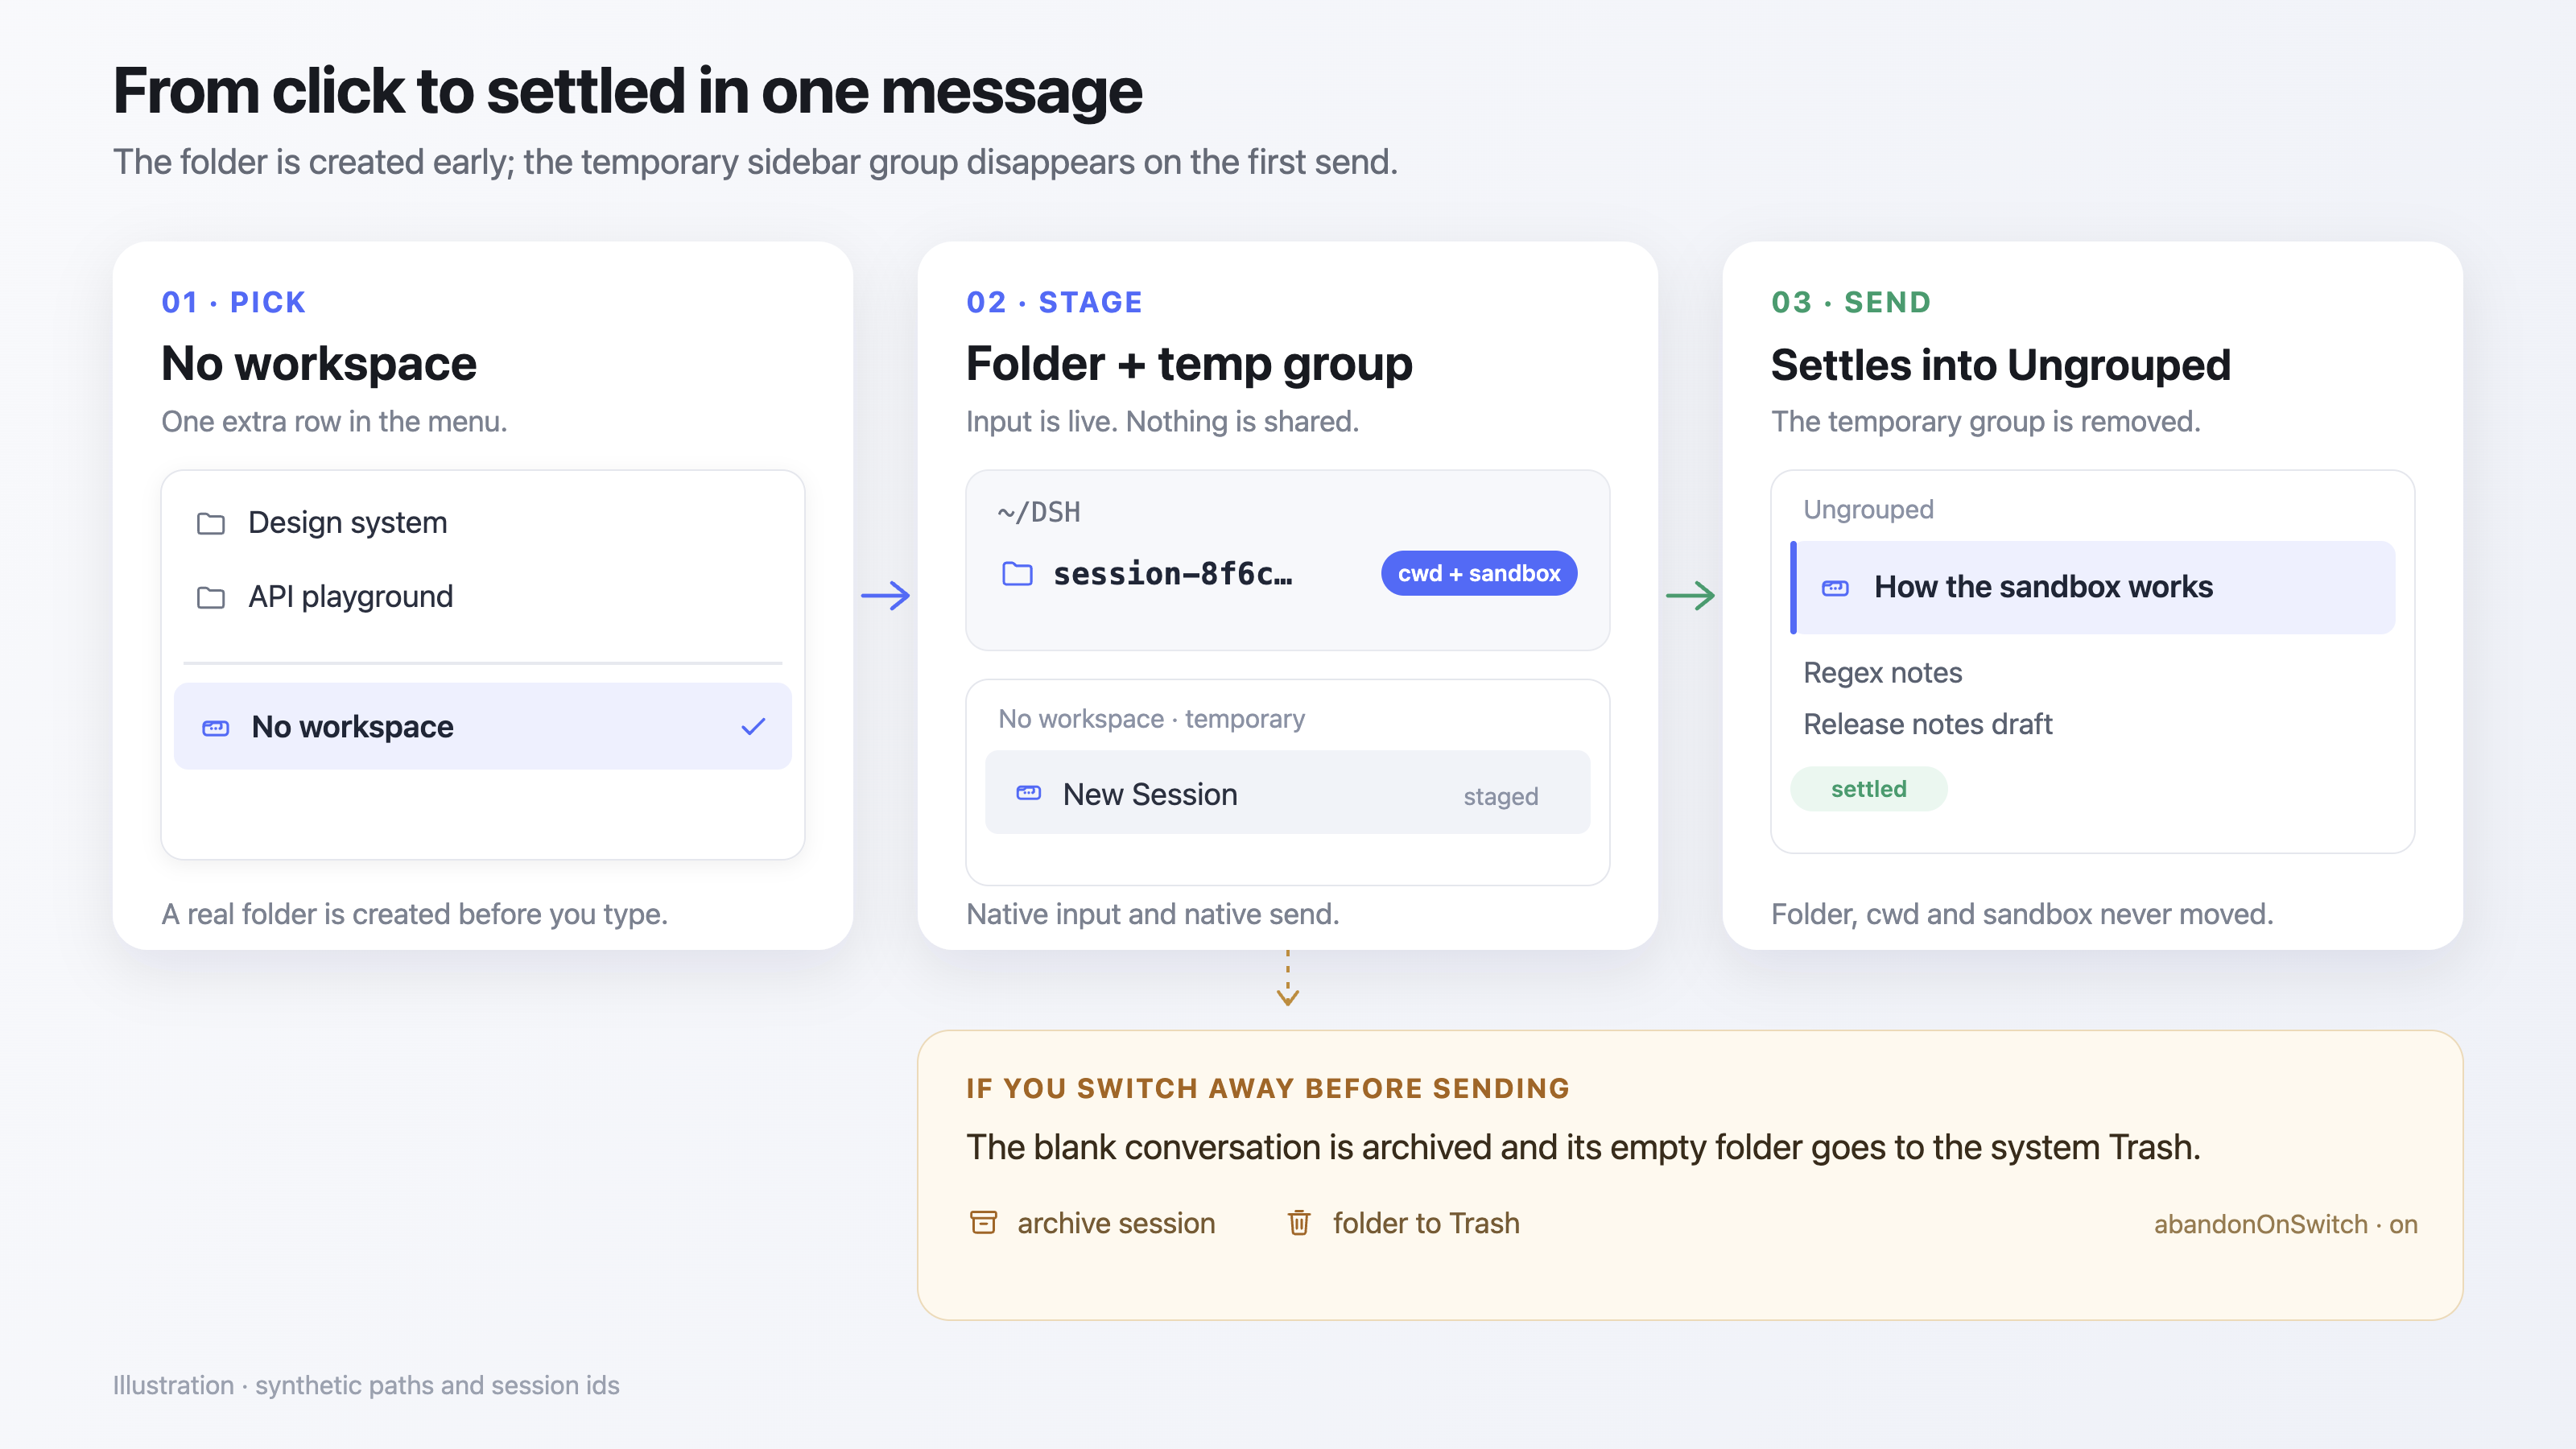 From click to settled in one message
The folder is created early; the temporary sidebar group disappears on the first send.
01 · PICK
No workspace
One extra row in the menu.
Design system
API playground
No workspace
A real folder is created before you type.
02 · STAGE
Folder + temp group
Input is live. Nothing is shared.
~/DSH
session-8f6c…
cwd + sandbox
No workspace · temporary
New Session
staged
Native input and native send.
03 · SEND
Settles into Ungrouped
The temporary group is removed.
Ungrouped
How the sandbox works
Regex notes
Release notes draft
settled
Folder, cwd and sandbox never moved.
IF YOU SWITCH AWAY BEFORE SENDING
The blank conversation is archived and its empty folder goes to the system Trash.
archive session
folder to Trash
abandonOnSwitch · on
Illustration · synthetic paths and session ids